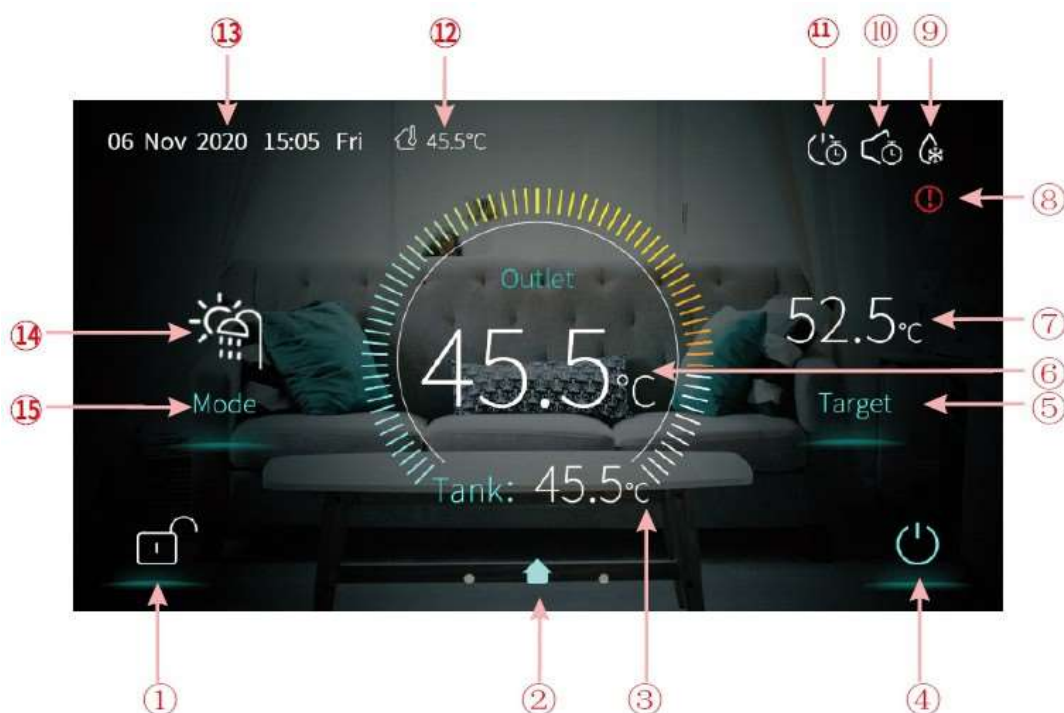 ⑬ ⑫ ⑪ ⑩ ⑨
06 Nov 2020 15:05 Fri 45.5°C
⑧
Outlet
52.5°C ⑦
⑭
45.5°C ⑥
⑮ Mode
Target ⑤
Tank: 45.5°C
① ② ③ ④